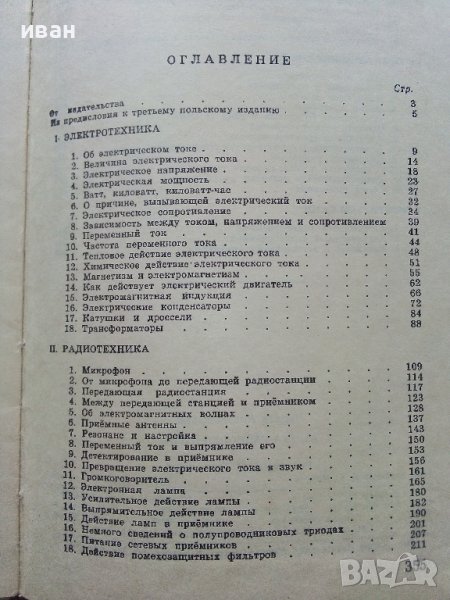 иван
ОГЛАВЛЕНИЕ
Стр.
От издательства 3
Из предисловия к третьему польскому изданию 5
I. ЭЛЕКТРОТЕХНИКА
1. Об электрическом токе 9
2. Величина электрического тока 14
3. Электрическое напряжение 18
4. Электрическая мощность 23
5. Ватт, киловатт, киловатт-час 27
6. О причине, вызывающей электрический ток 32
7. Электрическое сопротивление 34
8. Зависимость между током, напряжением и сопротивлением 39
9. Переменный ток 41
10. Частота переменного тока 44
11. Тепловое действие электрического тока 48
12. Химическое действие электрического тока 51
13. Магнетизм и электромагнетизм 55
14. Как действует электрический двигатель 62
15. Электромагнитная индукция 66
16. Электрические конденсаторы 72
17. Катушки и дроссели 84
18. Трансформаторы 88
II. РАДИОТЕХНИКА
1. Микрофон 109
2. От микрофона до передающей радиостанции 114
3. Передающая радиостанция 117
4. Между передающей станцией и приёмником 123
5. Об электромагнитных волнах 128
6. Приёмные антенны 137
7. Резонанс и настройка 143
8. Переменный ток и выпрямление его 150
9. Детектирование в приёмнике 153
10. Превращение электрического тока в звук 156
11. Громкоговоритель 161
12. Электронная лампа 165
13. Усилительное действие лампы 180
14. Выпрямительное действие лампы 182
15. Действие ламп в приёмнике 190
16. Немного сведений о полупроводниковых триодах 201
17. Питание сетевых приёмников 207
18. Действие помехозащитных фильтров 211
Bazar.bg